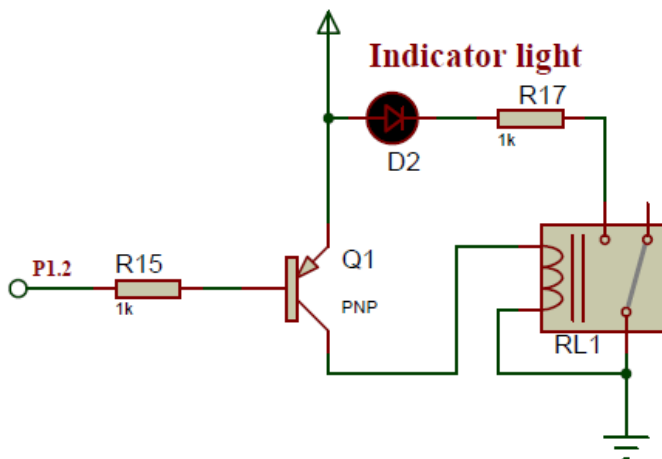 Indicator light
R17
1k
D2
P1.2
R15
1k
Q1
PNP
RL1